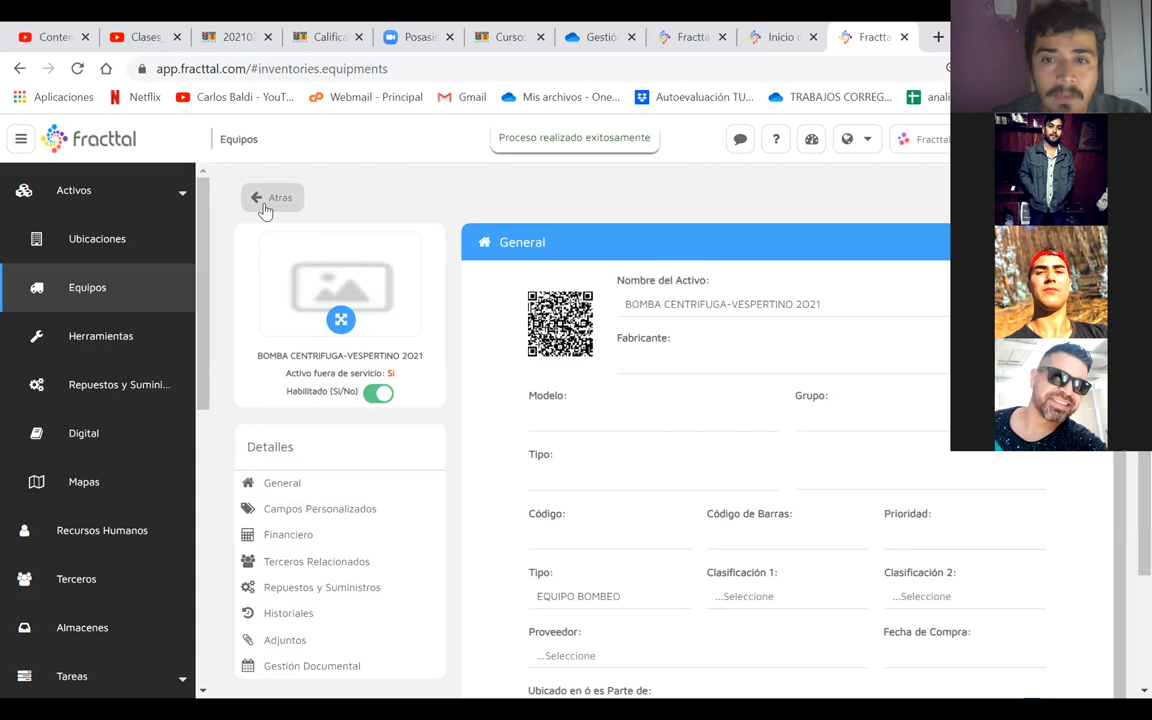 Conten
Clases_
202102
Califica
Posasis
Curso:
Gestió
Fractta
Inicio d
Fractta
app.fracttal.com/#inventories.equipments
Aplicaciones
Netflix
Carlos Baldi - YouT...
Webmail - Principal
Gmail
Mis archivos - One...
Autoevaluación TU...
TRABAJOS CORREG...
anali
fracttal
Equipos
Proceso realizado exitosamente
?
Fracttal
Activos
Ubicaciones
Equipos
Herramientas
Repuestos y Sumini...
Digital
Mapas
Recursos Humanos
Terceros
Almacenes
Tareas
Atras
BOMBA CENTRIFUGA-VESPERTINO 2021
Activo fuera de servicio: Si
Habilitado (Si/No)
Detalles
General
Campos Personalizados
Financiero
Terceros Relacionados
Repuestos y Suministros
Historiales
Adjuntos
Gestión Documental
General
Nombre del Activo:
BOMBA CENTRIFUGA-VESPERTINO 2021
Fabricante:
Modelo:
Grupo:
Tipo:
Código:
Código de Barras:
Prioridad:
Tipo:
Clasificación 1:
Clasificación 2:
EQUIPO BOMBEO
...Seleccione
...Seleccione
Proveedor:
Fecha de Compra:
...Seleccione
Ubicado en ó es Parte de: